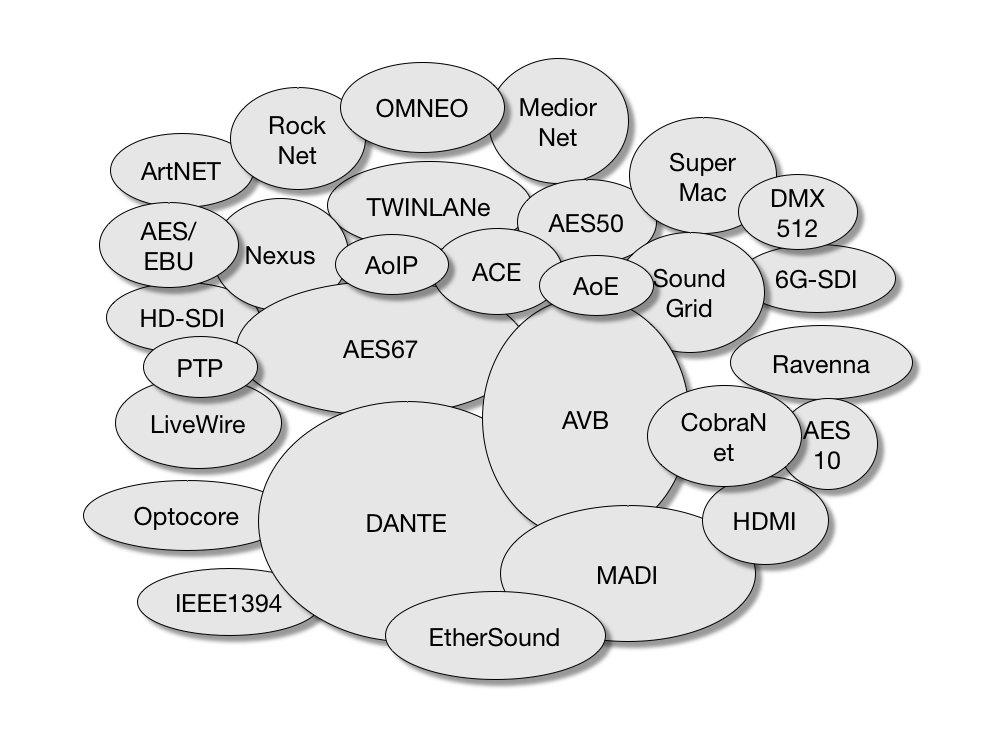 OMNEO
Medior
Net
Rock
Net
ArtNET
Super
Mac
TWINLANe
AES50
DMX
512
AES/
EBU
Nexus
AoIP
ACE
AoE
Sound
Grid
6G-SDI
HD-SDI
PTP
AES67
Ravenna
LiveWire
AVB
CobraN
et
AES
10
Optocore
DANTE
HDMI
IEEE1394
MADI
EtherSound